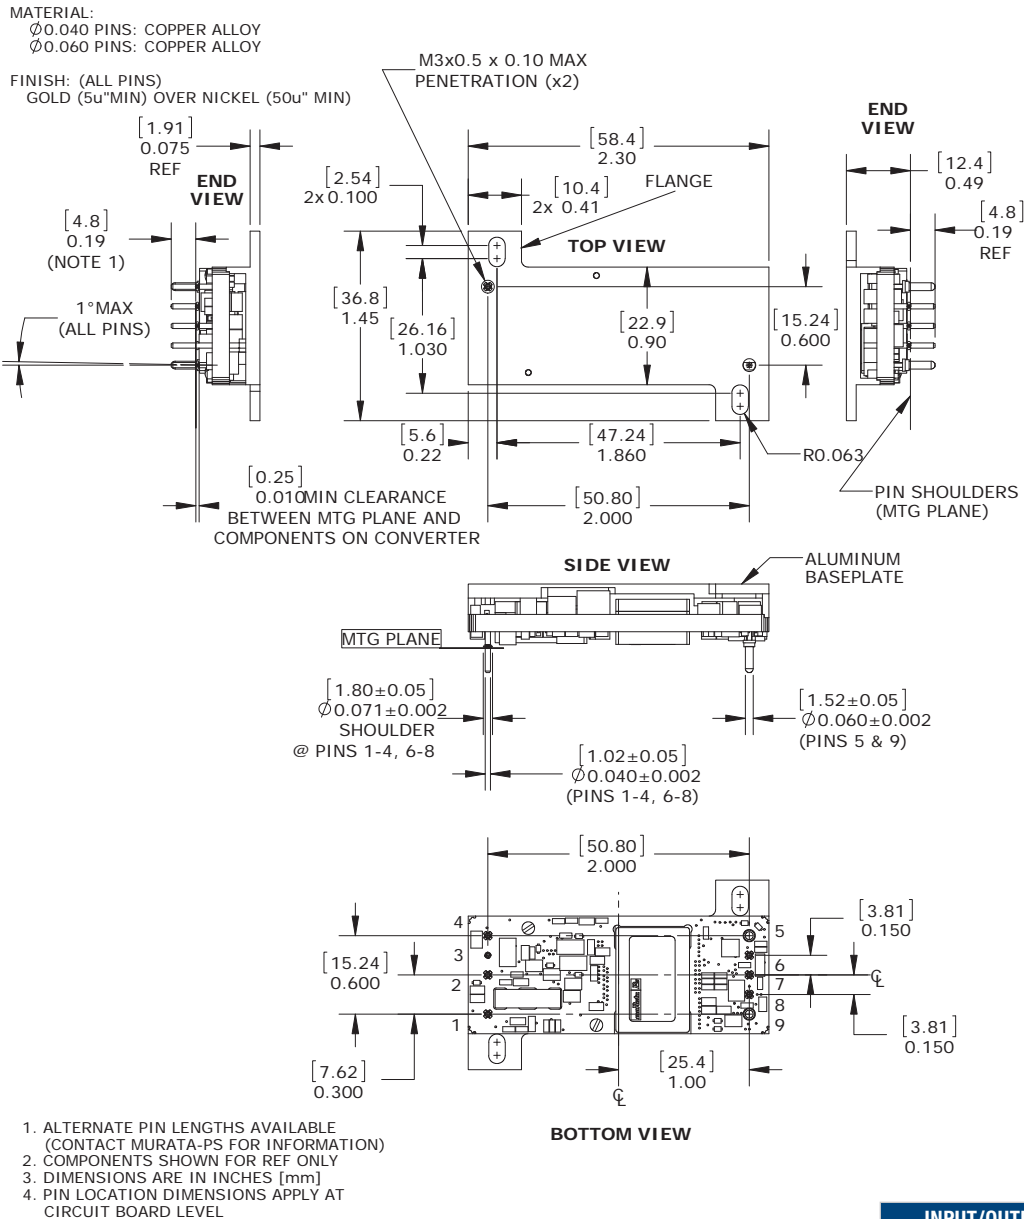 MATERIAL:
∅0.040 PINS: COPPER ALLOY
∅0.060 PINS: COPPER ALLOY
FINISH: (ALL PINS)
GOLD (5u"MIN) OVER NICKEL (50u" MIN)
M3x0.5 x 0.10 MAX
PENETRATION (x2)
[1.91]
0.075
REF
END
VIEW
[4.8]
0.19
(NOTE 1)
1°MAX
(ALL PINS)
[2.54]
2x 0.100
[58.4]
2.30
[10.4]
2x 0.41
FLANGE
TOP VIEW
[36.8]
1.45
[26.16]
1.030
[22.9]
0.90
[15.24]
0.600
END
VIEW
[12.4]
0.49
[4.8]
0.19
REF
[5.6]
0.22
[47.24]
1.860
R0.063
[50.80]
2.000
PIN SHOULDERS
(MTG PLANE)
[0.25]
0.010MIN CLEARANCE
BETWEEN MTG PLANE AND
COMPONENTS ON CONVERTER
SIDE VIEW
ALUMINUM
BASEPLATE
MTG PLANE
[1.80±0.05]
∅0.071±0.002
SHOULDER
@ PINS 1-4, 6-8
[1.02±0.05]
∅0.040±0.002
(PINS 1-4, 6-8)
[1.52±0.05]
∅0.060±0.002
(PINS 5 & 9)
[50.80]
2.000
4
3
2
1
5
6
7
8
9
[15.24]
0.600
[7.62]
0.300
[3.81]
0.150
℄
[3.81]
0.150
[25.4]
1.00
℄
BOTTOM VIEW
1. ALTERNATE PIN LENGTHS AVAILABLE
(CONTACT MURATA-PS FOR INFORMATION)
2. COMPONENTS SHOWN FOR REF ONLY
3. DIMENSIONS ARE IN INCHES [mm]
4. PIN LOCATION DIMENSIONS APPLY AT
CIRCUIT BOARD LEVEL